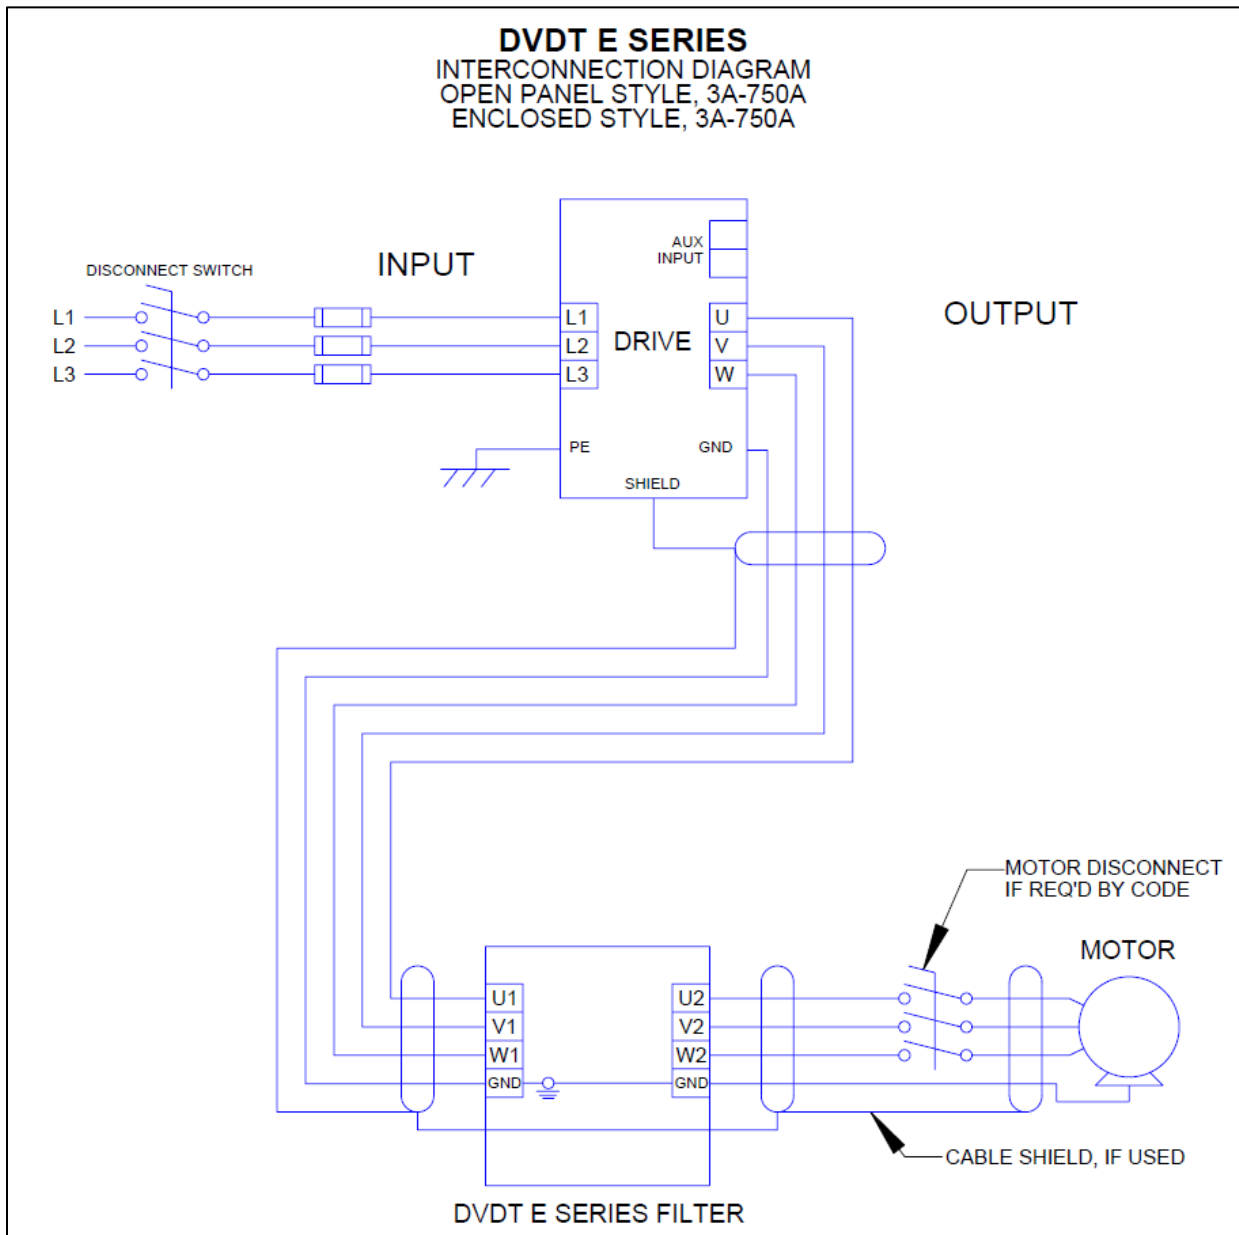 DVDT E SERIES
INTERCONNECTION DIAGRAM
OPEN PANEL STYLE, 3A-750A
ENCLOSED STYLE, 3A-750A
DISCONNECT SWITCH
INPUT
AUX
INPUT
OUTPUT
L1
L2
L3
L1
L2
L3
DRIVE
U
V
W
PE
GND
SHIELD
MOTOR DISCONNECT
IF REQ'D BY CODE
MOTOR
U1
V1
W1
GND
U2
V2
W2
GND
CABLE SHIELD, IF USED
DVDT E SERIES FILTER